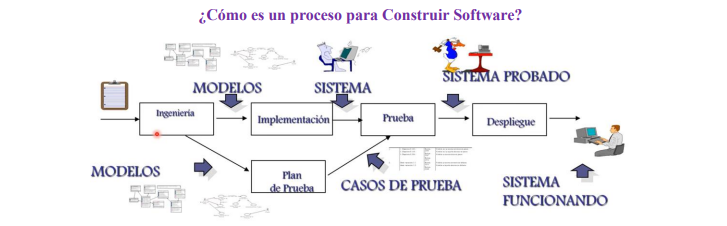 ¿Cómo es un proceso para Construir Software?
MODELOS
SISTEMA
SISTEMA PROBADO
Ingeniería
Implementación
Prueba
Despliegue
MODELOS
Plan
de Prueba
CASOS DE PRUEBA
SISTEMA
FUNCIONANDO